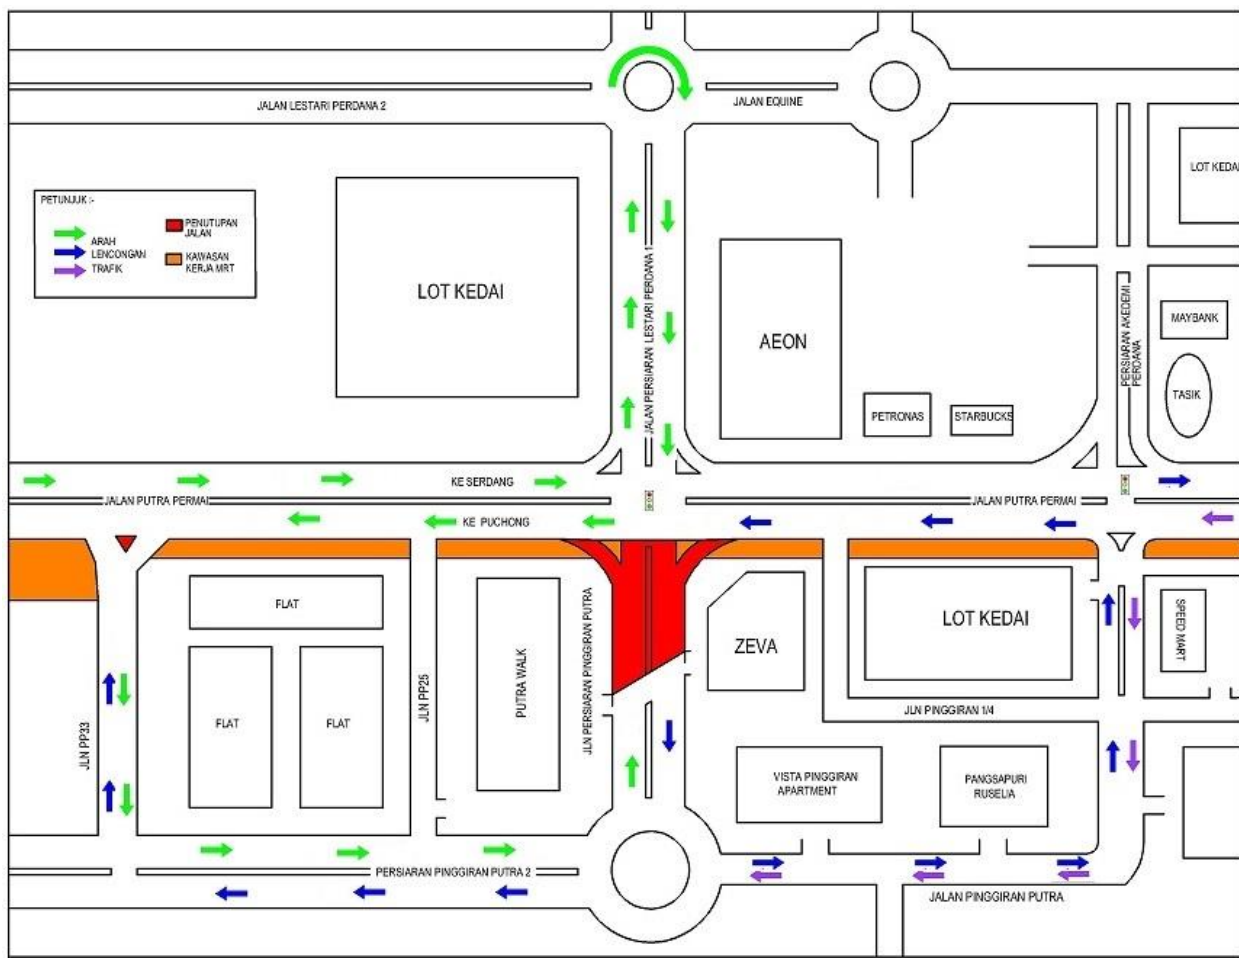 JALAN LESTARI PERDANA 2
JALAN EQUINE
LOT KEDAI
PETUNJUK :-
ARAH
LENCONGAN
TRAFIK
PENUTUPAN
JALAN
KAWASAN
KERJA MRT
LOT KEDAI
JALAN PERSIARAN LESTARI PERDANA 1
AEON
PERSIARAN AKEDEMI
PERDANA
MAYBANK
TASIK
PETRONAS
STARBUCKS
KE SERDANG
JALAN PUTRA PERMAI
JALAN PUTRA PERMAI
KE PUCHONG
FLAT
FLAT
FLAT
JLN PP33
JLN PP25
PUTRA WALK
JLN PERSIARAN PINGGIRAN PUTRA
ZEVA
LOT KEDAI
SPEED MART
JLN PINGGIRAN 1/4
VISTA PINGGIRAN
APARTMENT
PANGSAPURI
RUSELIA
PERSIARAN PINGGIRAN PUTRA 2
JALAN PINGGIRAN PUTRA